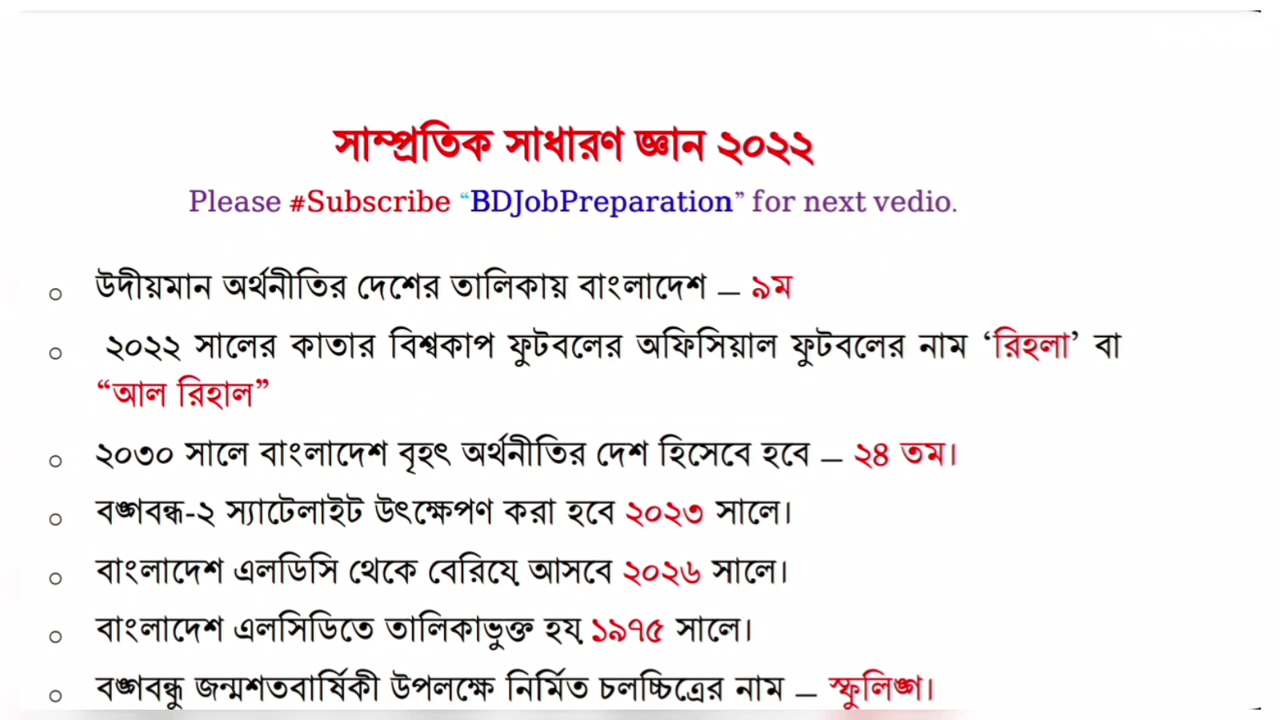 সাম্প্রতিক সাধারণ জ্ঞান ২০২২
Please #Subscribe “BDJobPreparation” for next vedio.
উদীয়মান অর্থনীতির দেশের তালিকায় বাংলাদেশ – ৯ম
২০২২ সালের কাতার বিশ্বকাপ ফুটবলের অফিসিয়াল ফুটবলের নাম ‘রিহলা’ বা
“আল রিহাল”
২০৩০ সালে বাংলাদেশ বৃহৎ অর্থনীতির দেশ হিসেবে হবে – ২৪ তম।
বঙ্গবন্ধ-২ স্যাটেলাইট উৎক্ষেপণ করা হবে ২০২৩ সালে।
বাংলাদেশ এলডিসি থেকে বেরিয়ে আসবে ২০২৬ সালে।
বাংলাদেশ এলসিডিতে তালিকাভুক্ত হয় ১৯৭৫ সালে।
বঙ্গবন্ধু জন্মশতবার্ষিকী উপলক্ষে নির্মিত চলচ্চিত্রের নাম – স্ফুলিঙ্গ।